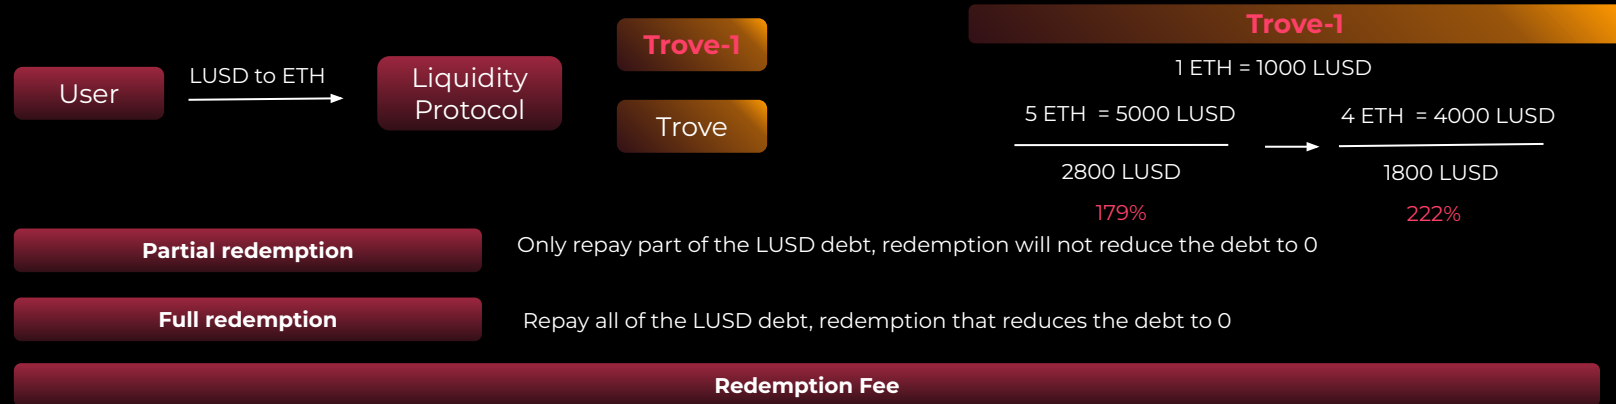 User
LUSD to ETH
Liquidity
Protocol
Trove-1
Trove
Trove-1
1 ETH = 1000 LUSD
5 ETH  = 5000 LUSD
2800 LUSD
179%
4 ETH  = 4000 LUSD
1800 LUSD
222%
Partial redemption
Only repay part of the LUSD debt, redemption will not reduce the debt to 0
Full redemption
Repay all of the LUSD debt, redemption that reduces the debt to 0
Redemption Fee